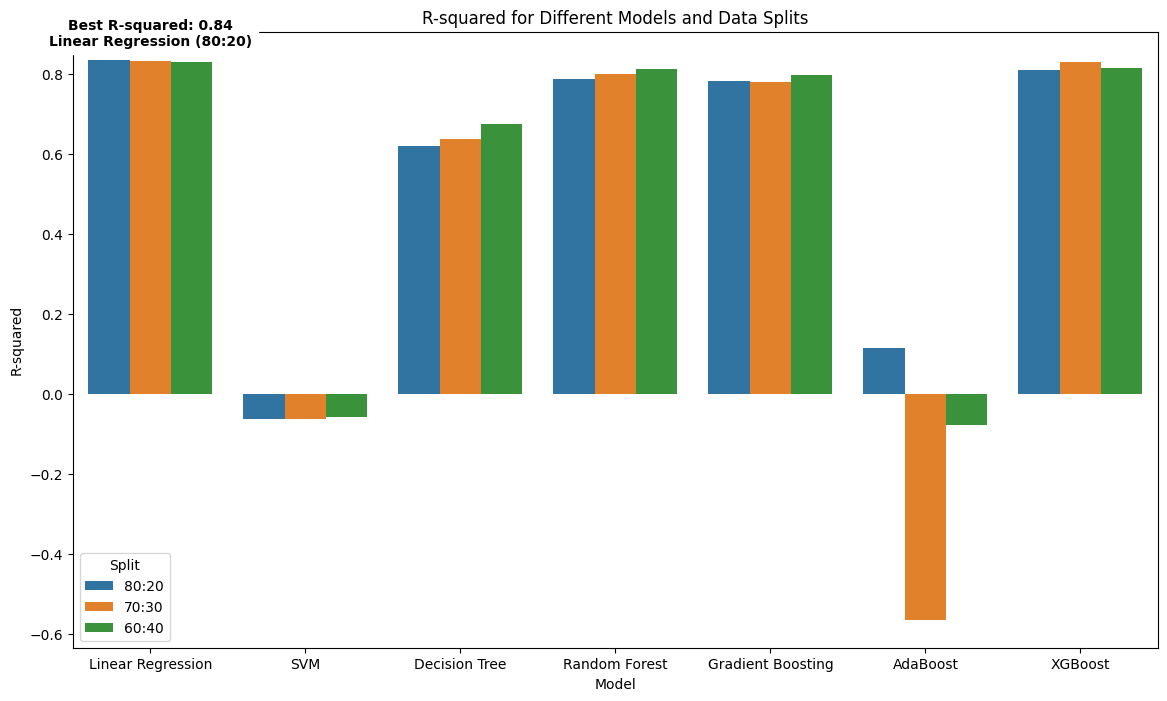 R-squared for Different Models and Data Splits
Best R-squared: 0.84
Linear Regression (80:20)
R-squared
0.8
0.6
0.4
0.2
0.0
−0.2
−0.4
−0.6
Split
80:20
70:30
60:40
Linear Regression
SVM
Decision Tree
Random Forest
Gradient Boosting
AdaBoost
XGBoost
Model